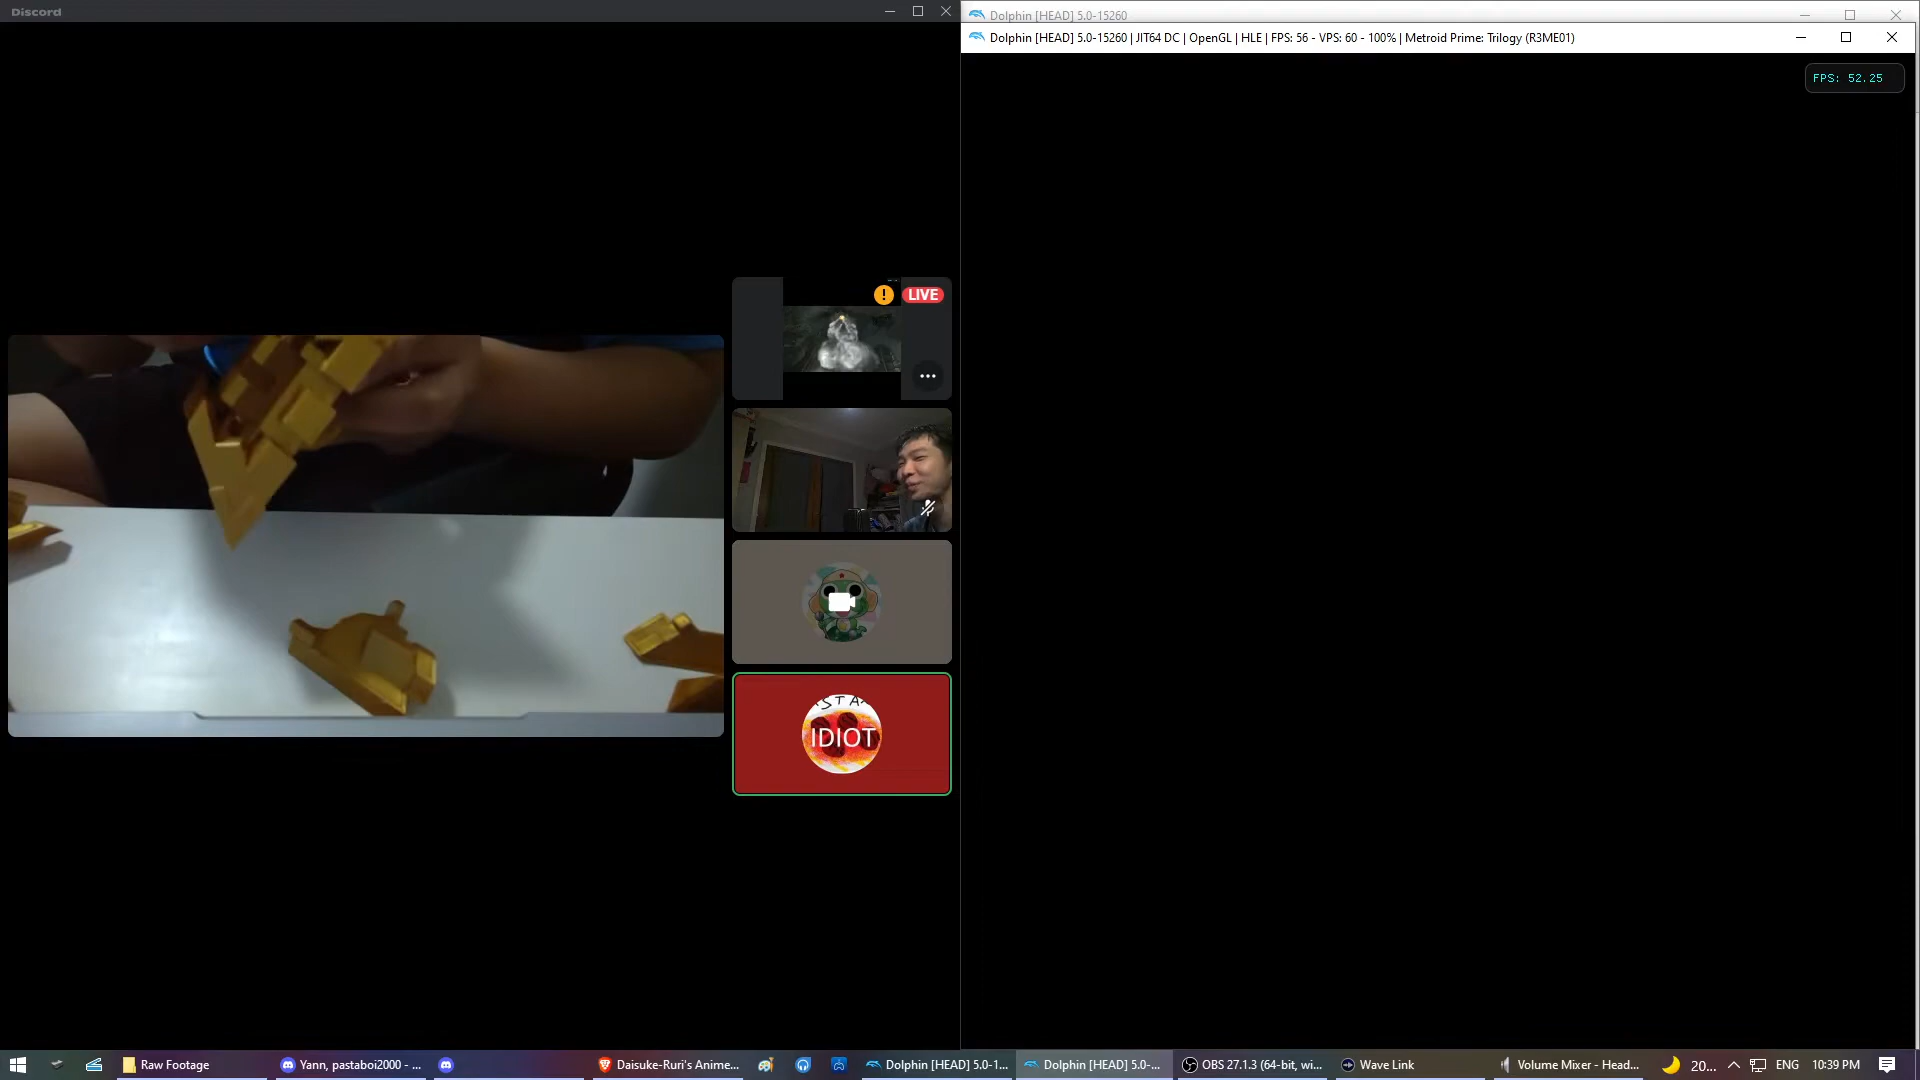 Discord
Dolphin [HEAD] 5.0-15260
Dolphin [HEAD] 5.0-15260 | JIT64 DC | OpenGL | HLE | FPS: 56 - VPS: 60 - 100% | Metroid Prime: Trilogy (R3ME01)
FPS: 52.25
! LIVE
STA
IDIOT
Raw Footage
Yann, pastaboi2000 - ...
Daisuke-Ruri's Anime...
Dolphin [HEAD] 5.0-1...
Dolphin [HEAD] 5.0-...
OBS 27.1.3 (64-bit, wi...
Wave Link
Volume Mixer - Head...
20...
ENG
10:39 PM